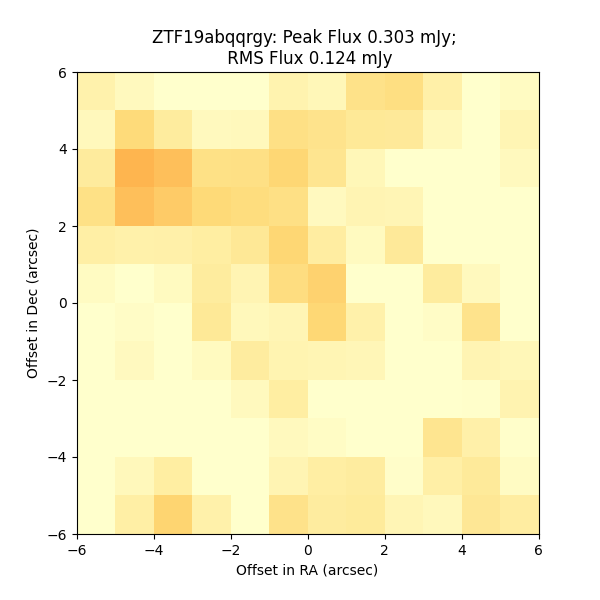 ZTF19abqqrgy: Peak Flux 0.303 mJy;
RMS Flux 0.124 mJy
6
4
2
0
−2
−4
−6
Offset in Dec (arcsec)
−6 −4 −2 0 2 4 6
Offset in RA (arcsec)